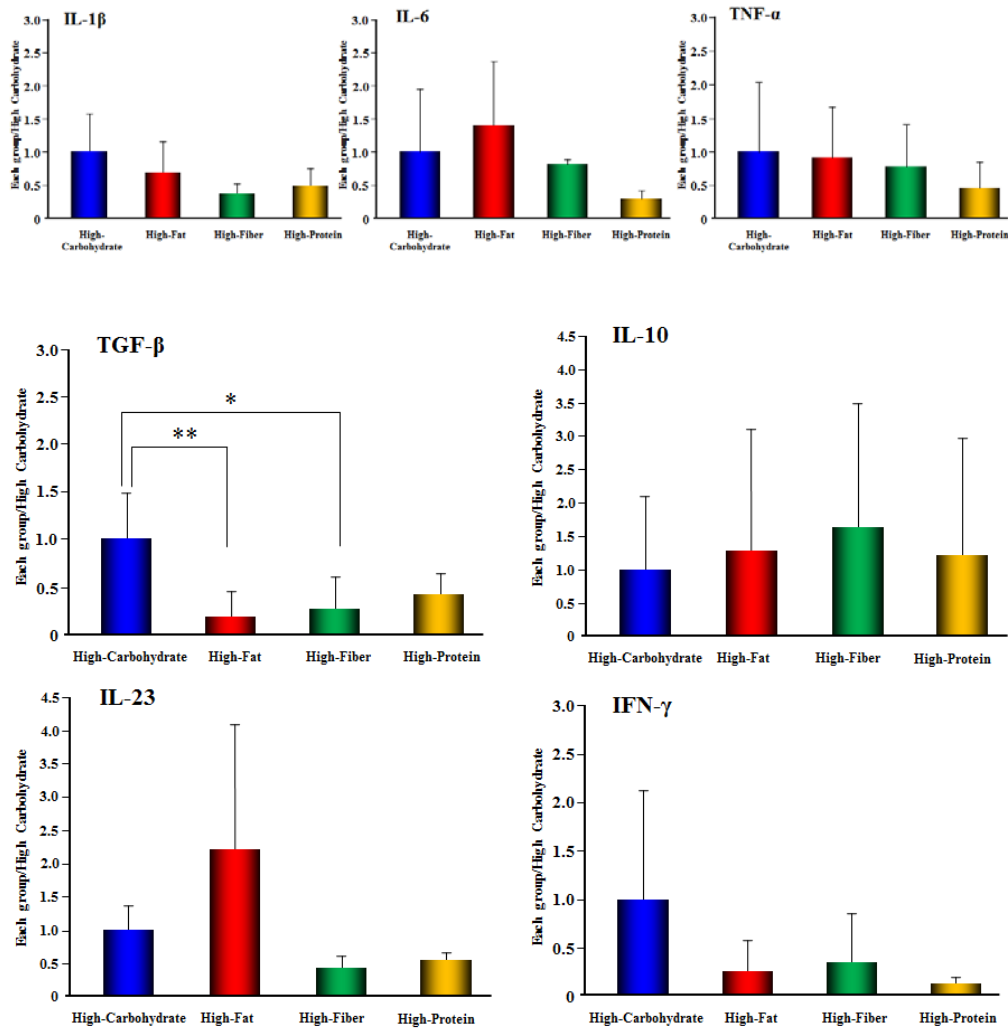 IL-1β
Each group/High Carbohydrate
3.0
2.5
2.0
1.5
1.0
0.5
0
High-
Carbohydrate
High-Fat
High-Fiber
High-Protein
IL-6
Each group/High Carbohydrate
3.0
2.5
2.0
1.5
1.0
0.5
0
High-
Carbohydrate
High-Fat
High-Fiber
High-Protein
TNF-α
Each group/High Carbohydrate
3.0
2.5
2.0
1.5
1.0
0.5
0
High-
Carbohydrate
High-Fat
High-Fiber
High-Protein
TGF-β
Each group/High Carbohydrate
3.0
2.5
2.0
1.5
1.0
0.5
0
*
**
High-Carbohydrate
High-Fat
High-Fiber
High-Protein
IL-10
Each group/High Carbohydrate
4.5
4.0
3.5
3.0
2.5
2.0
1.5
1.0
0.5
0
High-Carbohydrate
High-Fat
High-Fiber
High-Protein
IL-23
Each group/High Carbohydrate
4.5
4.0
3.5
3.0
2.5
2.0
1.5
1.0
0.5
0
High-Carbohydrate
High-Fat
High-Fiber
High-Protein
IFN-γ
Each group/High Carbohydrate
3.0
2.5
2.0
1.5
1.0
0.5
0
High-Carbohydrate
High-Fat
High-Fiber
High-Protein